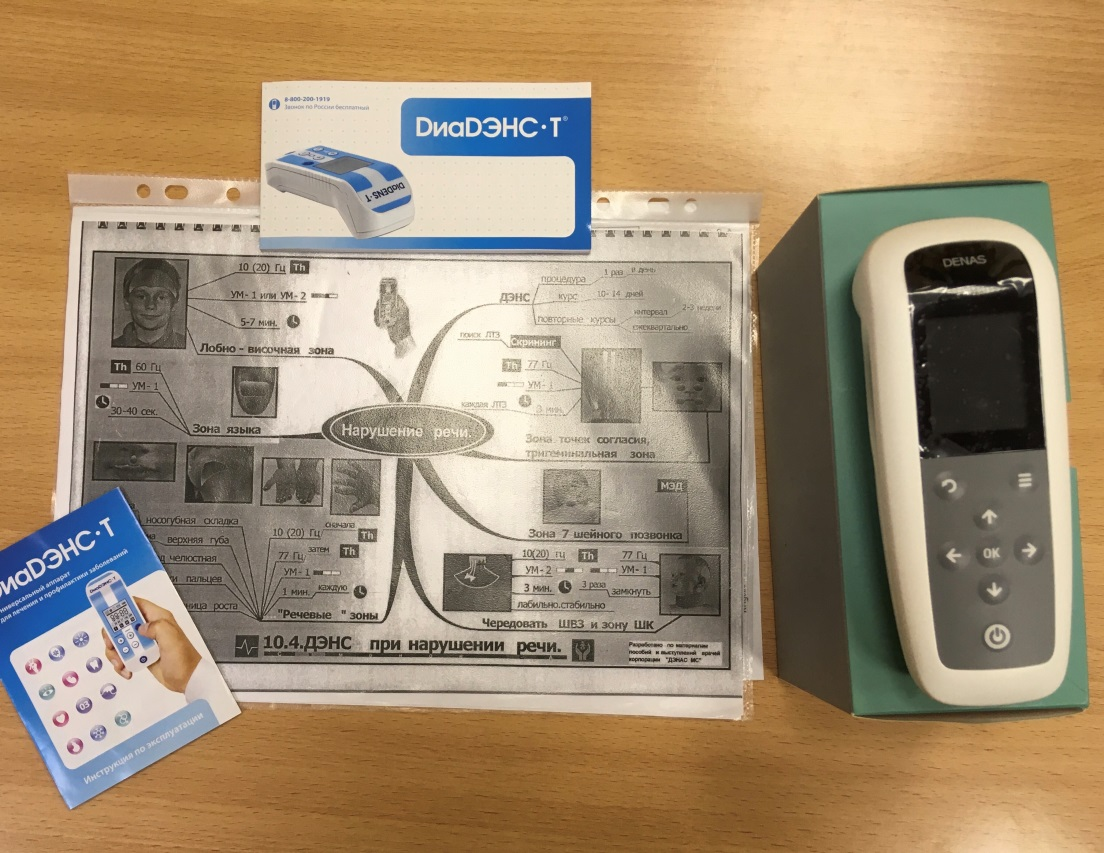 8-800-200-1919
Звонок по России бесплатный
DиаDЭНС·Т®
DiaDENS·T
10 (20) Гц Th
УМ- 1 или УМ- 2
5-7 мин.
Лобно - височная зона
Th 60 Гц
УМ- 1
30-40 сек.
Зона языка
Нарушение речи.
ДЭНС
процедура 1 раз в день
курс 10- 14 дней
повторные курсы
интервал 2-3 недели
ежеквартально
поиск ЛТЗ Скрининг
Th 77 Гц
УМ- 1
каждая ЛТЗ 3 мин.
Зона точек согласия,
тригеминальная зона
МЭД
Зона 7 шейного позвонка
носогубная складка
верхняя губа
челюстная
пальцев
роста
10 (20) Гц сначала Th
77 Гц затем Th
УМ- 1
1 мин. каждую
"Речевые " зоны
10(20) гц Th 77 Гц
УМ- 2 УМ- 1
3 мин. 3 раза
замкнуть
лабильно.стабильно
Чередовать ШВЗ и зону ШК
10.4.ДЭНС при нарушении речи.
Разработано по материалам
пособий и выступлений врачей
корпорации "ДЭНАС МС"
DENAS
OK
DиаDЭНС·Т
универсальный аппарат
для лечения и профилактики заболеваний
03
Инструкция по эксплуатации